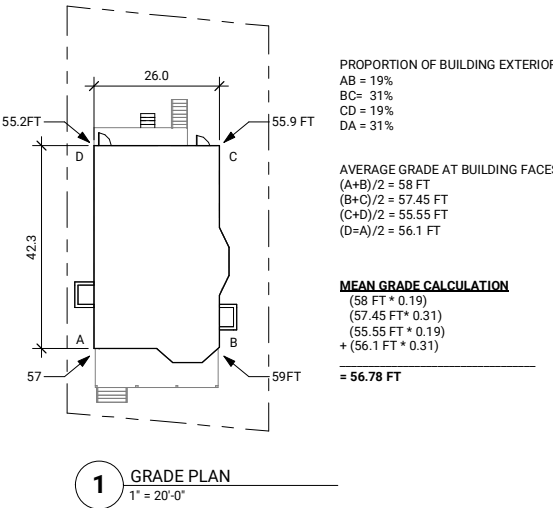 26.0
55.2FT
55.9 FT
D
C
42.3
A
B
57
59FT
PROPORTION OF BUILDING EXTERIOR
AB = 19%
BC= 31%
CD = 19%
DA = 31%
AVERAGE GRADE AT BUILDING FACES
(A+B)/2 = 58 FT
(B+C)/2 = 57.45 FT
(C+D)/2 = 55.55 FT
(D=A)/2 = 56.1 FT
MEAN GRADE CALCULATION
(58 FT * 0.19)
(57.45 FT* 0.31)
(55.55 FT * 0.19)
+ (56.1 FT * 0.31)
= 56.78 FT
1
GRADE PLAN
1" = 20'-0"